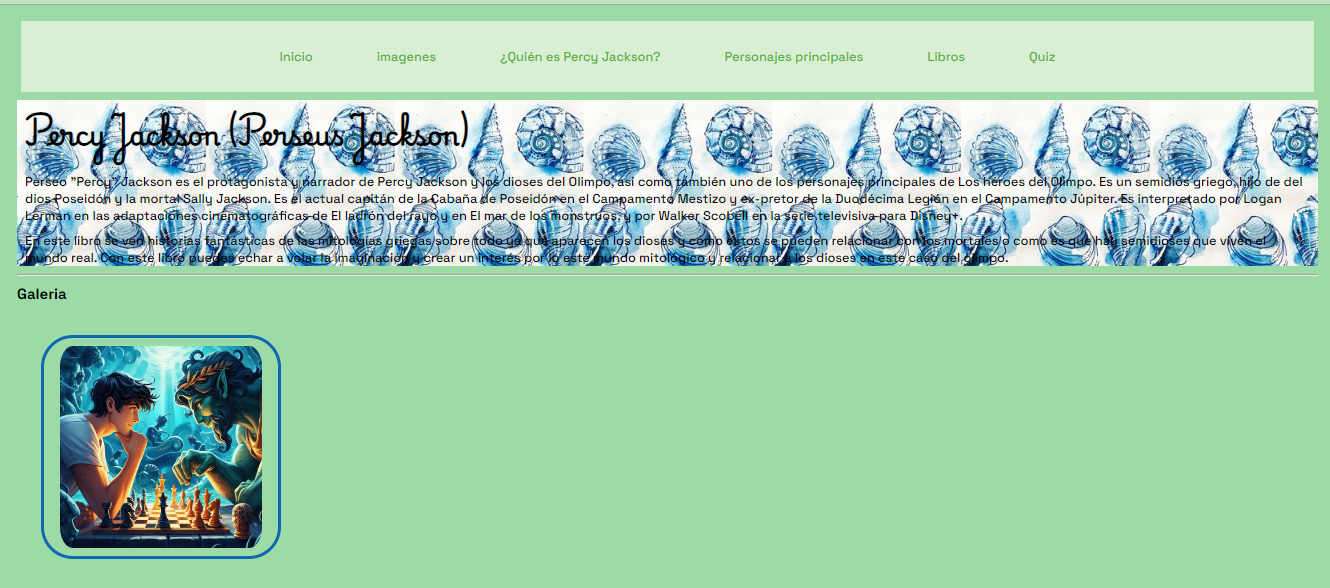 Inicio imagenes ¿Quién es Percy Jackson? Personajes principales Libros Quiz
Percy Jackson (Perseus Jackson)
Perseo "Percy" Jackson es el protagonista y narrador de Percy Jackson y los dioses del Olimpo, así como también uno de los personajes principales de Los héroes del Olimpo. Es un semidiós griego, hijo de del
dios Poseidón y la mortal Sally Jackson. Es el actual capitán de la Cabaña de Poseidón en el Campamento Mestizo y ex-pretor de la Duodécima Legión en el Campamento Júpiter. Es interpretado por Logan
Lerman en las adaptaciones cinematográficas de El ladrón del rayo y en El mar de los monstruos, y por Walker Scobell en la serie televisiva para Disney+.
En este libro se ven historias fantásticas de las mitologías griegas sobre todo ya que aparecen los dioses y como estos se pueden relacionar con los mortales o como es que hay semidioses que viven el
mundo real. Con este libro puedes echar a volar la imaginación y crear un interés por lo este mundo mitológico y relacionar a los dioses en este caso del olimpo.
Galeria